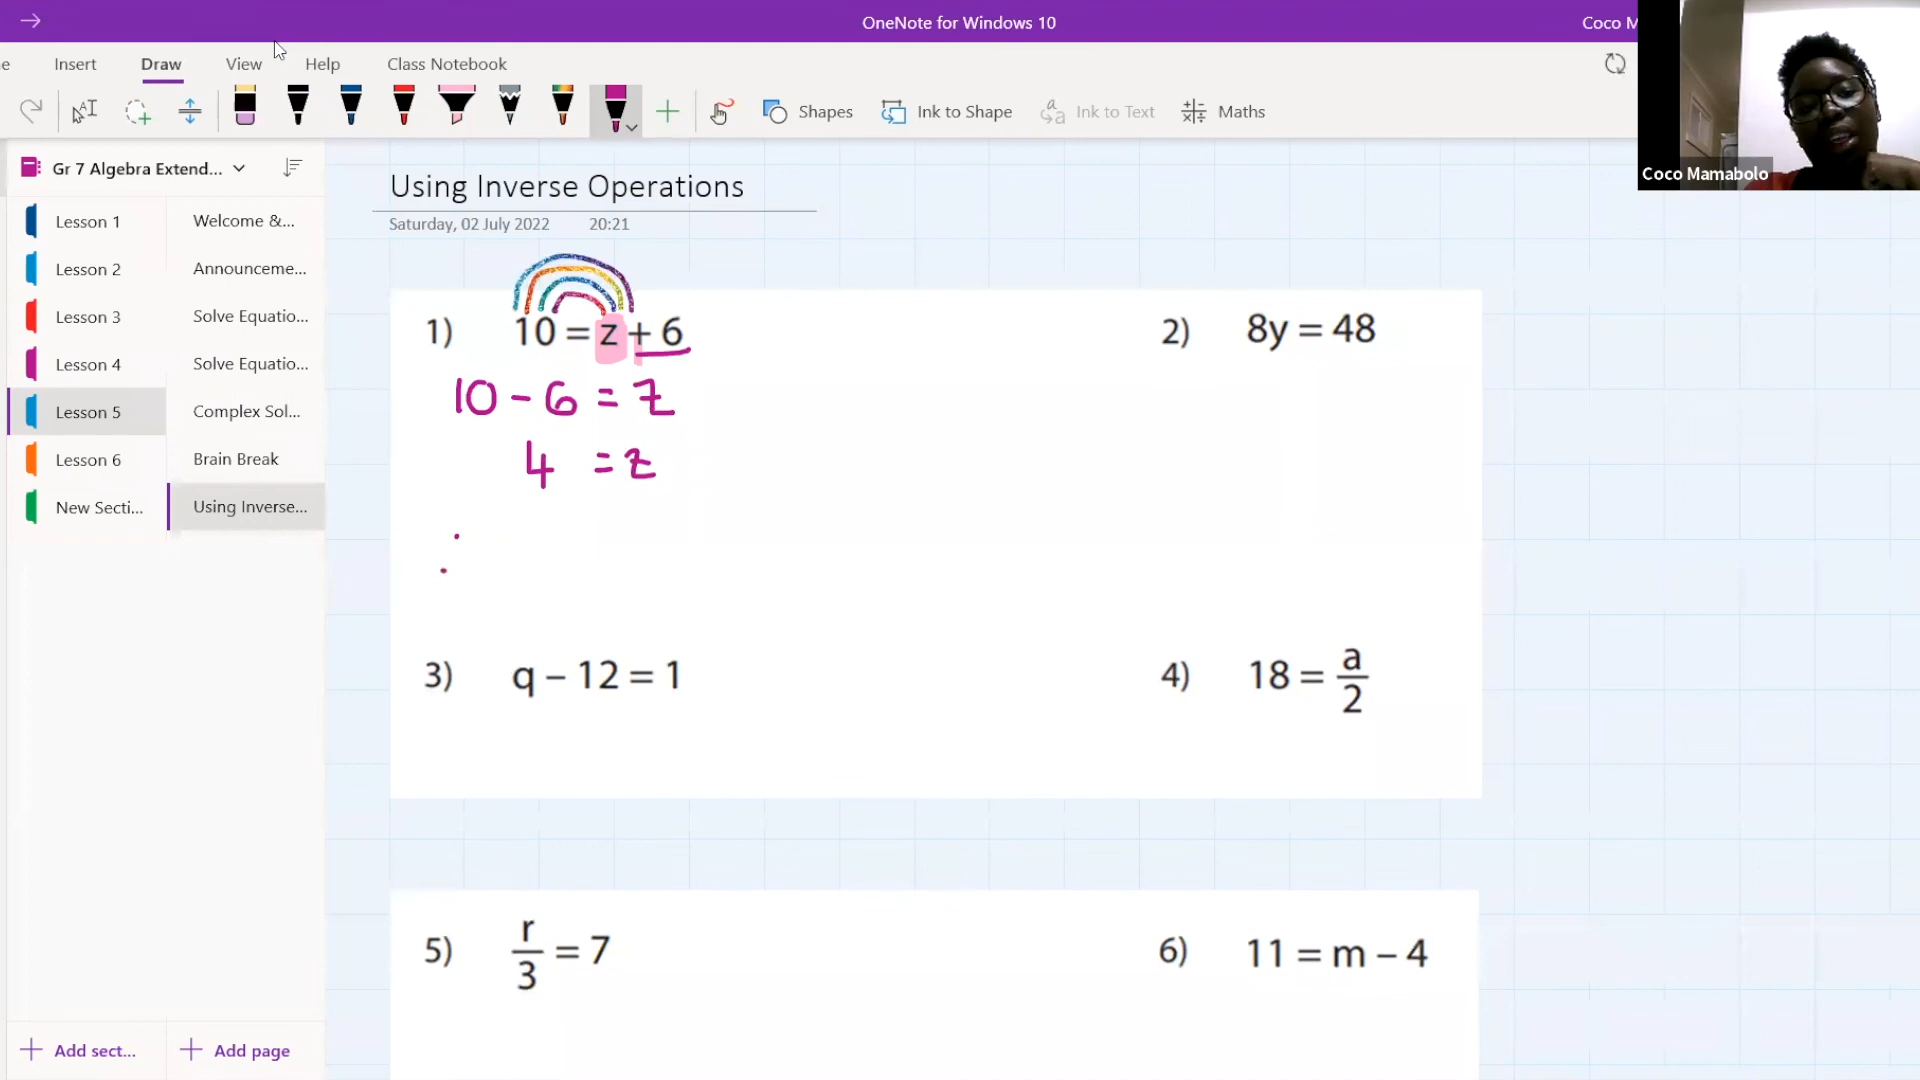 OneNote for Windows 10
Coco M
e
Insert
Draw
View
Help
Class Notebook
Shapes
Ink to Shape
Ink to Text
Maths
Gr 7 Algebra Extend...
Lesson 1
Lesson 2
Lesson 3
Lesson 4
Lesson 5
Lesson 6
New Secti...
Welcome &...
Announceme...
Solve Equatio...
Solve Equatio...
Complex Sol...
Brain Break
Using Inverse...
Add sect...
Add page
Coco Mamabolo
Using Inverse Operations
Saturday, 02 July 2022 20:21
1) 10 = z + 6
10 - 6 = z
4 = z
2) 8y = 48
3) q – 12 = 1
4) 18 = a/2
5) r/3 = 7
6) 11 = m – 4